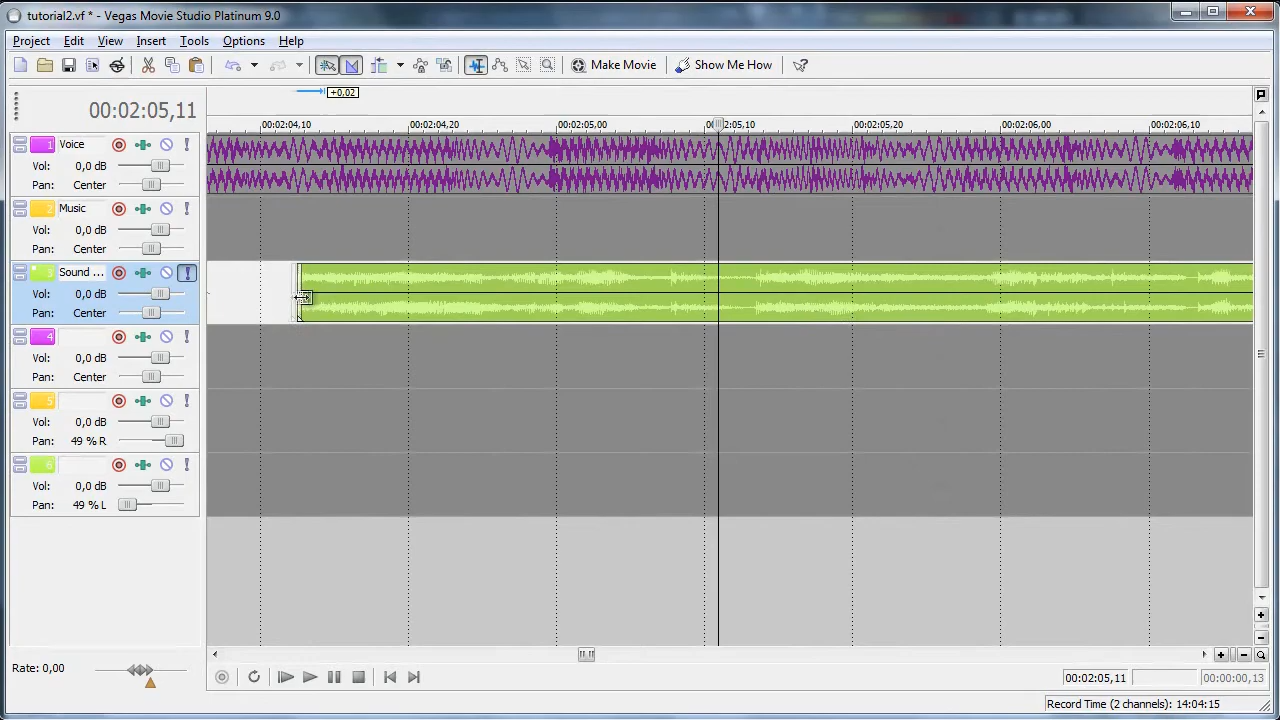 tutorial2.vf * - Vegas Movie Studio Platinum 9.0
Project Edit View Insert Tools Options Help
Make Movie Show Me How
00:02:05,11
+0,02
00:02:04,10 00:02:04,20 00:02:05,00 00:02:05,10 00:02:05,20 00:02:06,00 00:02:06,10
1 Voice
Vol: 0,0 dB
Pan: Center
2 Music
Vol: 0,0 dB
Pan: Center
3 Sound ...
Vol: 0,0 dB
Pan: Center
4
Vol: 0,0 dB
Pan: Center
5
Vol: 0,0 dB
Pan: 49 % R
6
Vol: 0,0 dB
Pan: 49 % L
Rate: 0,00
00:02:05,11 00:00:00,13
Record Time (2 channels): 14:04:15